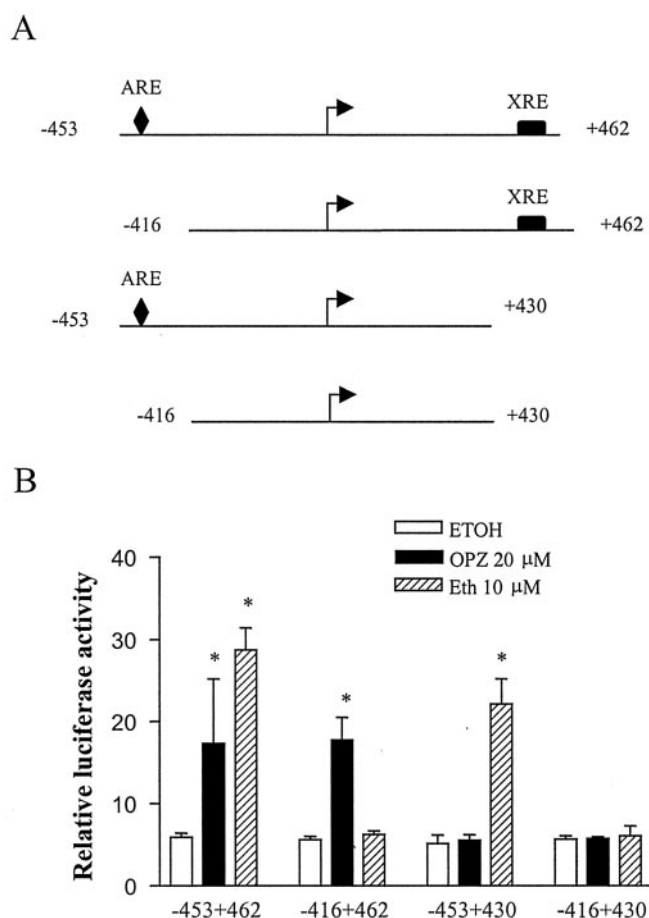 A
ARE
XRE
-453
+462
XRE
-416
+462
ARE
-453
+430
-416
+430
B
ETOH
OPZ 20 μM
Eth 10 μM
Relative luciferase activity
40
30
20
10
0
* * * *
-453+462 -416+462 -453+430 -416+430